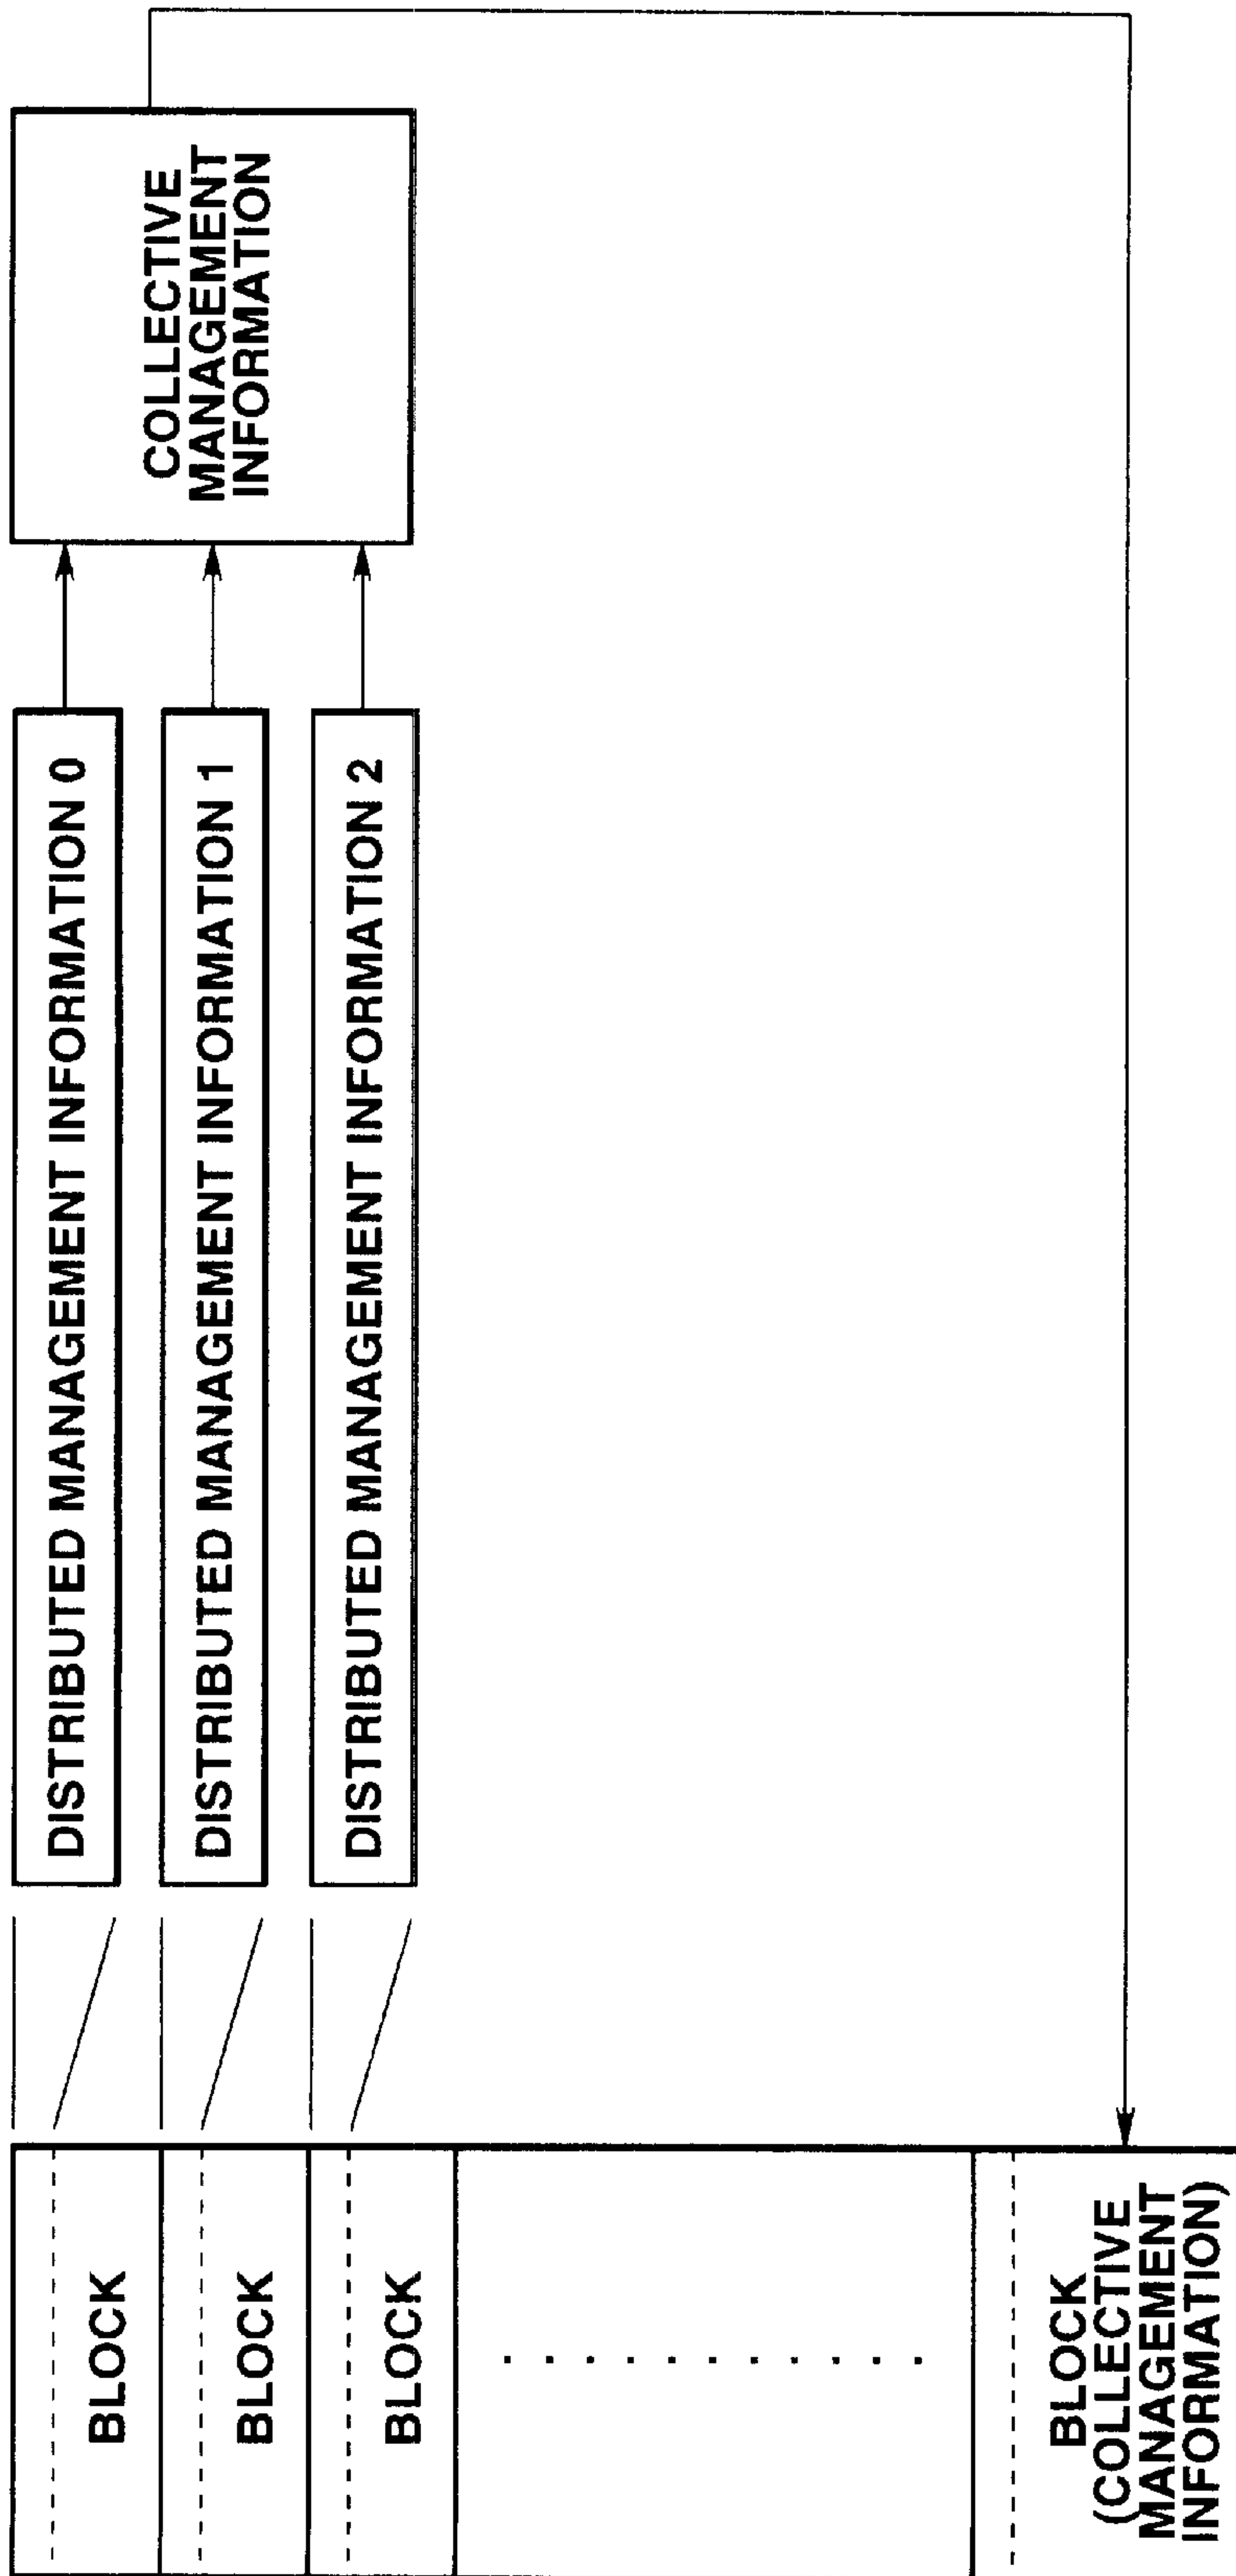 BLOCK
BLOCK
BLOCK
BLOCK
(COLLECTIVE
MANAGEMENT
INFORMATION)
DISTRIBUTED MANAGEMENT INFORMATION 0
DISTRIBUTED MANAGEMENT INFORMATION 1
DISTRIBUTED MANAGEMENT INFORMATION 2
COLLECTIVE
MANAGEMENT
INFORMATION